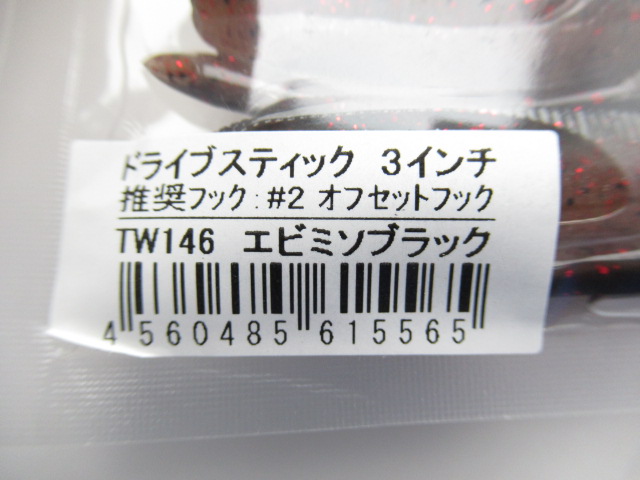 ドライブスティック 3インチ
推奨フック:#2 オフセットフック
TW146 エビミソブラック
4 560485 615565